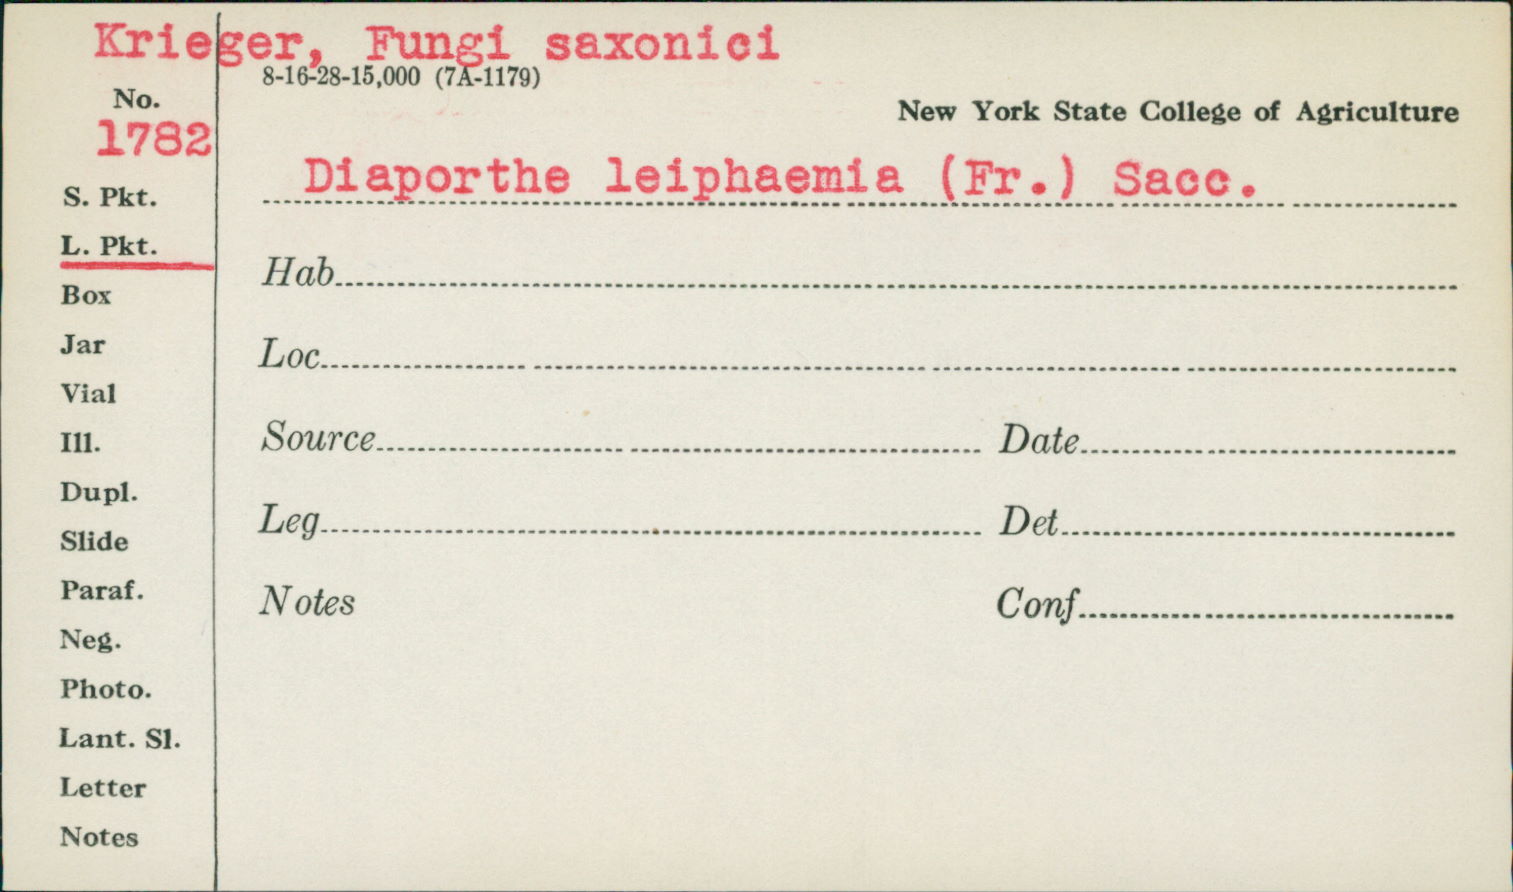 Krieger, Fungi saxonici
8-16-28-15,000 (7A-1179)
No.
1782
New York State College of Agriculture
Diaporthe leiphaemia (Fr.) Sacc.
S. Pkt.
L. Pkt.
Hab
Box
Jar
Loc
Vial
Ill.
Source Date
Dupl.
Slide
Leg Det
Paraf.
Notes Conf
Neg.
Photo.
Lant. Sl.
Letter
Notes